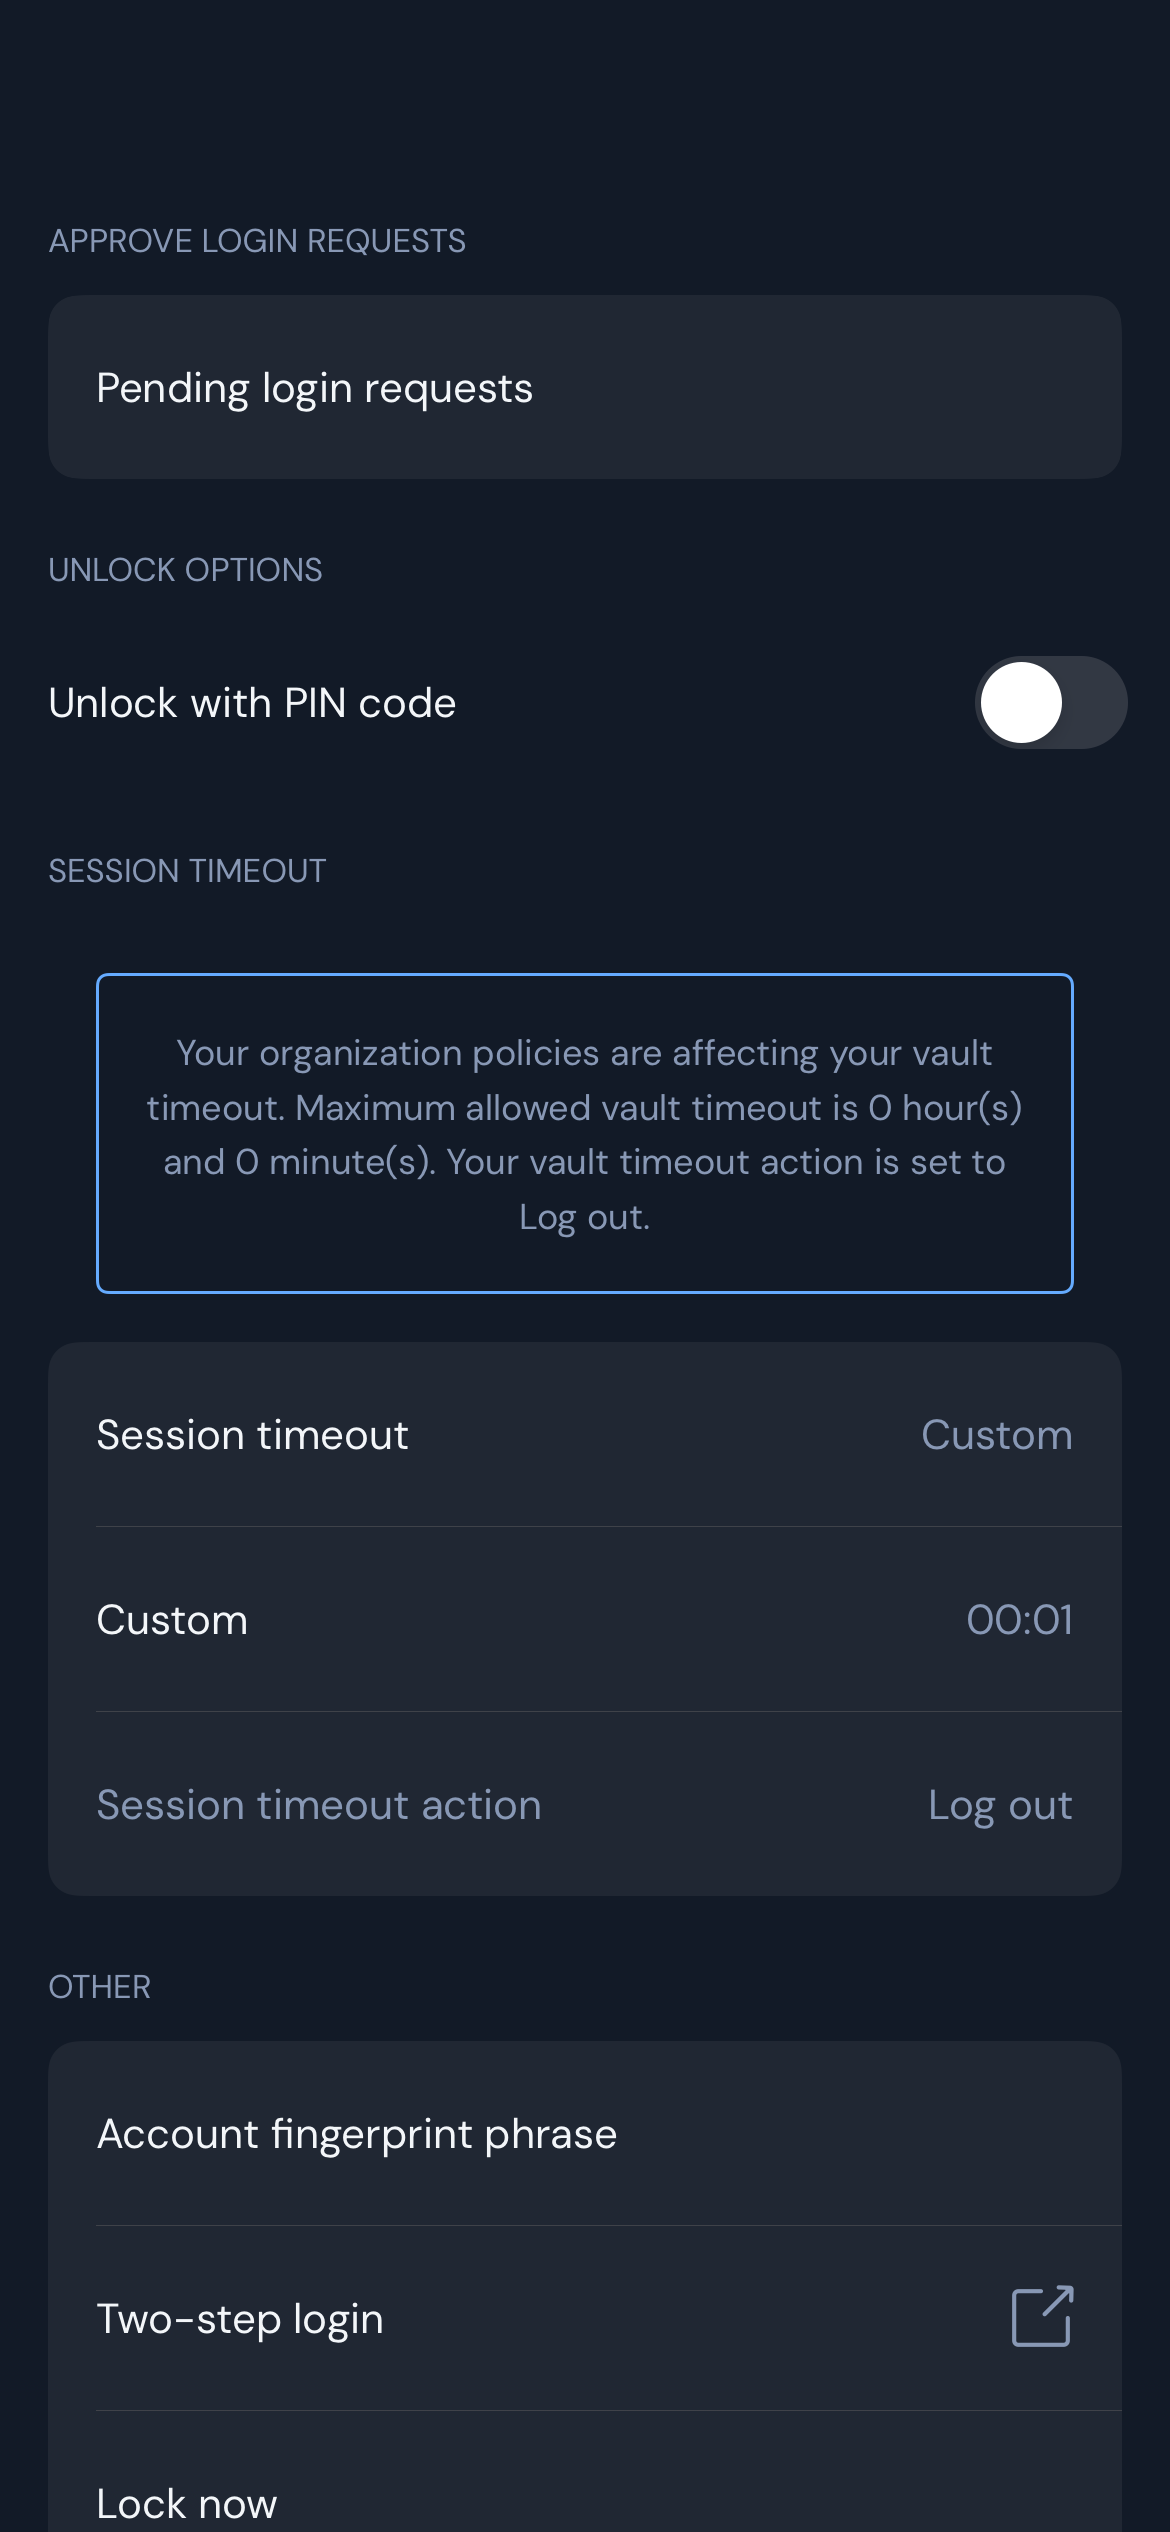 APPROVE LOGIN REQUESTS
Pending login requests
UNLOCK OPTIONS
Unlock with PIN code
SESSION TIMEOUT
Your organization policies are affecting your vault
timeout. Maximum allowed vault timeout is 0 hour(s)
and 0 minute(s). Your vault timeout action is set to
Log out.
Session timeout Custom
Custom 00:01
Session timeout action Log out
OTHER
Account fingerprint phrase
Two-step login
Lock now